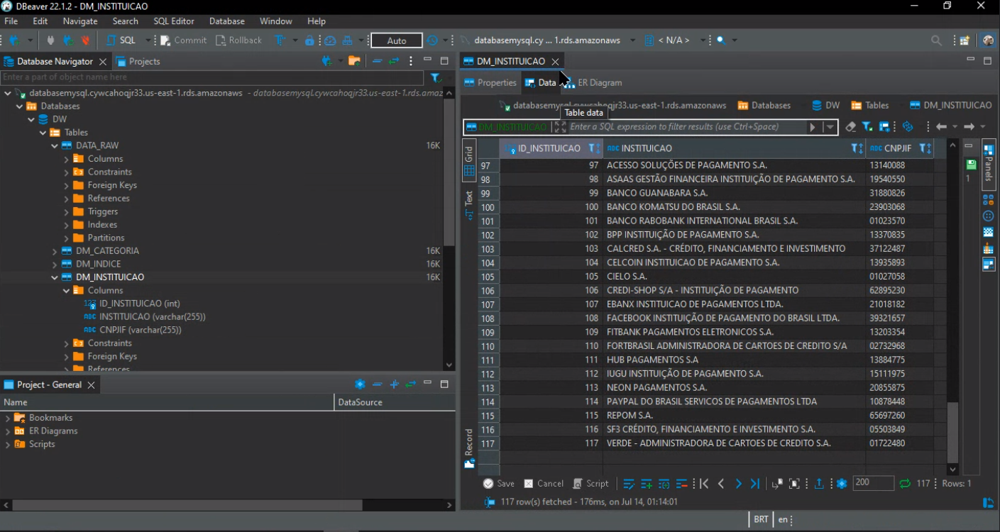 DBeaver 22.1.2 - DM_INSTITUICAO
File Edit Navigate Search SQL Editor Database Window Help
SQL Commit Rollback Auto databasemysql.cy ... 1.rds.amazonaws < N/A >
Database Navigator Projects
Enter a part of object name here
databasemysql.cywcahoqjr33.us-east-1.rds.amazonaws - databasemysql.cywcahoqjr33.us-east-1.rds.amaz
Databases
DW
Tables
DATA_RAW 16K
Columns
Constraints
Foreign Keys
References
Triggers
Indexes
Partitions
DM_CATEGORIA 16K
DM_INDICE 16K
DM_INSTITUICAO 16K
Columns
123 ID_INSTITUICAO (int)
ABC INSTITUICAO (varchar(255))
ABC CNPJIF (varchar(255))
Constraints
Foreign Keys
References
Project - General
Name DataSource
Bookmarks
ER Diagrams
Scripts
DM_INSTITUICAO
Properties Data ER Diagram
databasemysql.cywcahoqjr33.us-east-1.rds.amazonaws Databases DW Tables DM_INSTITUICAO
Table data
DM_INSTITUICAO Enter a SQL expression to filter results (use Ctrl+Space)
Grid
Text
Record
Panels
1
ID_INSTITUICAO ABC INSTITUICAO ABC CNPJIF
97 97 ACESSO SOLUÇÕES DE PAGAMENTO S.A. 13140088
98 98 ASAAS GESTÃO FINANCEIRA INSTITUIÇÃO DE PAGAMENTO S.A. 19540550
99 99 BANCO GUANABARA S.A. 31880826
100 100 BANCO KOMATSU DO BRASIL S.A. 23903068
101 101 BANCO RABOBANK INTERNATIONAL BRASIL S.A. 01023570
102 102 BPP INSTITUIÇÃO DE PAGAMENTO S.A. 13370835
103 103 CALCRED S.A. - CRÉDITO, FINANCIAMENTO E INVESTIMENTO 37122487
104 104 CELCOIN INSTITUICAO DE PAGAMENTO S.A. 13935893
105 105 CIELO S.A. 01027058
106 106 CREDI-SHOP S/A - INSTITUIÇÃO DE PAGAMENTO 62895230
107 107 EBANX INSTITUICAO DE PAGAMENTOS LTDA. 21018182
108 108 FACEBOOK INSTITUIÇÃO DE PAGAMENTO DO BRASIL LTDA. 39321657
109 109 FITBANK PAGAMENTOS ELETRONICOS S.A. 13203354
110 110 FORTBRASIL ADMINISTRADORA DE CARTOES DE CREDITO S/A 02732968
111 111 HUB PAGAMENTOS S.A 13884775
112 112 IUGU INSTITUIÇÃO DE PAGAMENTO S.A. 15111975
113 113 NEON PAGAMENTOS S.A. 20855875
114 114 PAYPAL DO BRASIL SERVICOS DE PAGAMENTOS LTDA 10878448
115 115 REPOM S.A. 65697260
116 116 SF3 CRÉDITO, FINANCIAMENTO E INVESTIMENTO S.A. 05503849
117 117 VERDE - ADMINISTRADORA DE CARTOES DE CREDITO S.A. 01722480
Save Cancel Script 200 117 Rows: 1
117 row(s) fetched - 176ms, on Jul 14, 01:14:01
BRT en